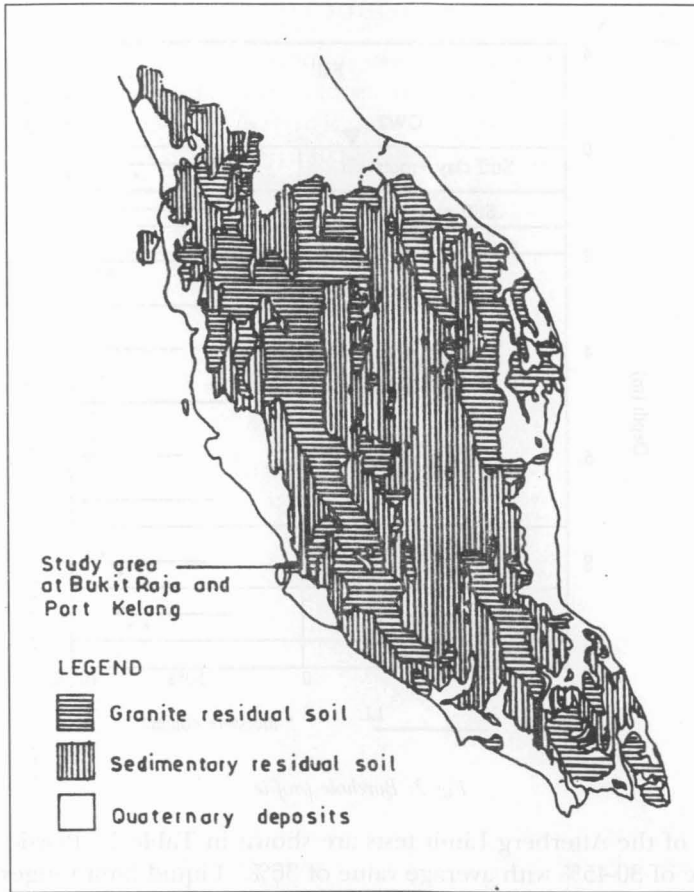 Study area
at Bukit Raja and
Port Kelang
LEGEND
Granite residual soil
Sedimentary residual soil
Quaternary deposits